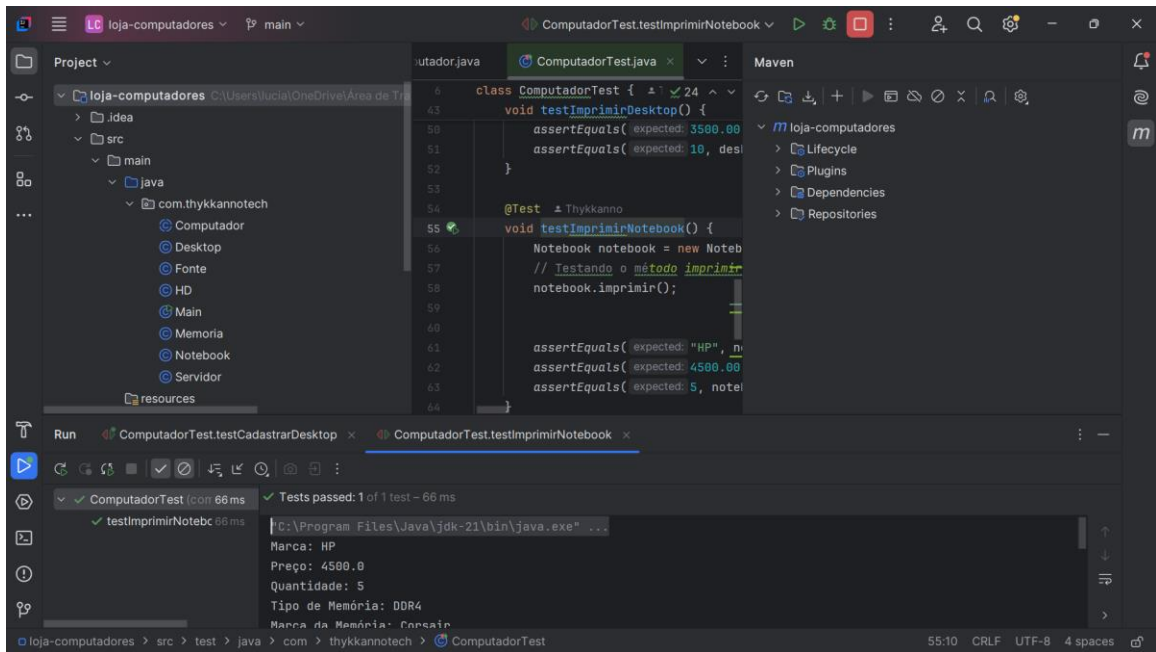 LC loja-computadores main ComputadorTest.testImprimirNotebook
Project
loja-computadores C:\Users\lucia\OneDrive\Área de Tra
.idea
src
main
java
com.thykkannotech
Computador
Desktop
Fonte
HD
Main
Memoria
Notebook
Servidor
resources
utador.java ComputadorTest.java
6 class ComputadorTest { 1 24
43 void testImprimirDesktop() {
50 assertEquals( expected: 3500.00
51 assertEquals( expected: 10, des
52 }
53
54 @Test Thykkanno
55 void testImprimirNotebook() {
56 Notebook notebook = new Noteb
57 // Testando o método imprimir
58 notebook.imprimir();
59
60
61 assertEquals( expected: "HP", n
62 assertEquals( expected: 4500.00
63 assertEquals( expected: 5, note
64 }
Maven
m loja-computadores
Lifecycle
Plugins
Dependencies
Repositories
m
Run ComputadorTest.testCadastrarDesktop ComputadorTest.testImprimirNotebook
ComputadorTest (com 66 ms
testImprimirNotebo 66 ms
Tests passed: 1 of 1 test – 66 ms
"C:\Program Files\Java\jdk-21\bin\java.exe" ...
Marca: HP
Preço: 4500.0
Quantidade: 5
Tipo de Memória: DDR4
Marca da Memória: Corsair
loja-computadores > src > test > java > com > thykkannotech > ComputadorTest 55:10 CRLF UTF-8 4 spaces